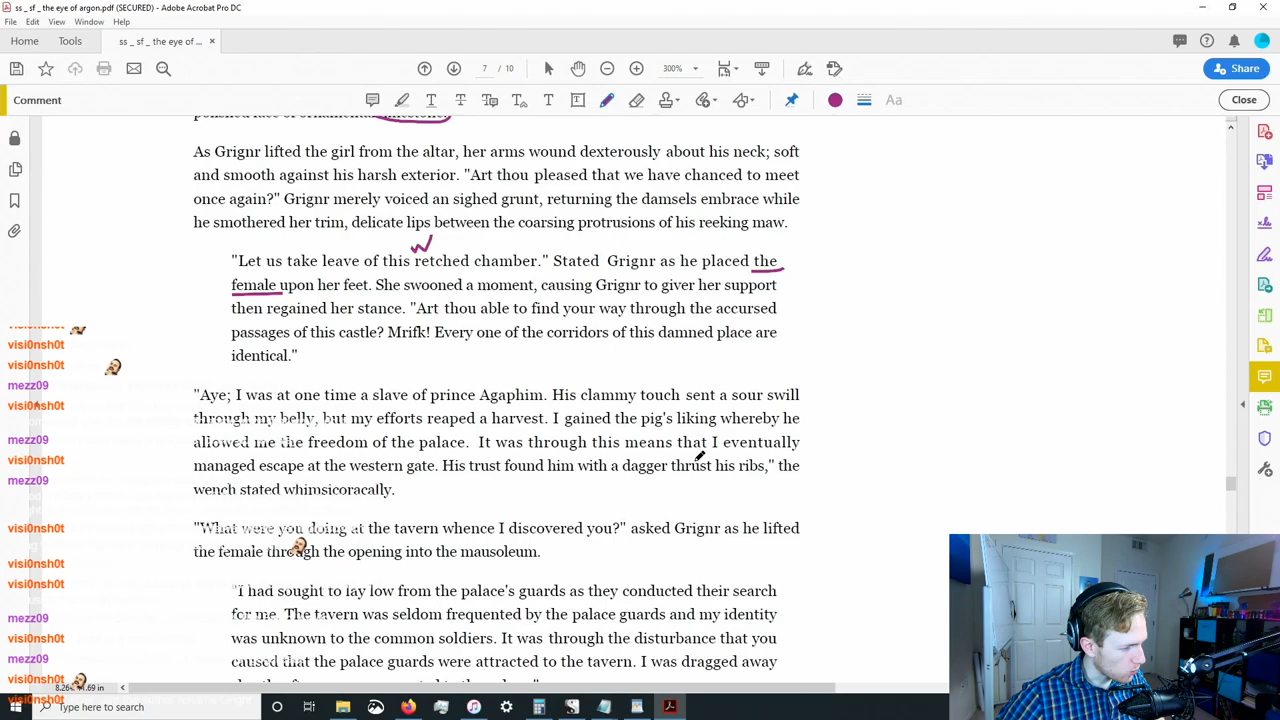 ss _ sf _ the eye of argon.pdf (SECURED) - Adobe Acrobat Pro DC
File Edit View Window Help
Home Tools ss _ sf _ the eye of ... ×
7 / 10 300% Share
Comment Close
polished face of ornamental limestone.
As Grignr lifted the girl from the altar, her arms wound dexterously about his neck; soft
and smooth against his harsh exterior. "Art thou pleased that we have chanced to meet
once again?" Grignr merely voiced an sighed grunt, returning the damsels embrace while
he smothered her trim, delicate lips between the coarsing protrusions of his reeking maw.
"Let us take leave of this retched chamber." Stated Grignr as he placed the
female upon her feet. She swooned a moment, causing Grignr to giver her support
then regained her stance. "Art thou able to find your way through the accursed
passages of this castle? Mrifk! Every one of the corridors of this damned place are
identical."
"Aye; I was at one time a slave of prince Agaphim. His clammy touch sent a sour swill
through my belly, but my efforts reaped a harvest. I gained the pig's liking whereby he
allowed me the freedom of the palace. It was through this means that I eventually
managed escape at the western gate. His trust found him with a dagger thrust his ribs," the
wench stated whimsicoracally.
"What were you doing at the tavern whence I discovered you?" asked Grignr as he lifted
the female through the opening into the mausoleum.
"I had sought to lay low from the palace's guards as they conducted their search
for me. The tavern was seldom frequented by the palace guards and my identity
was unknown to the common soldiers. It was through the disturbance that you
caused that the palace guards were attracted to the tavern. I was dragged away
visi0nsh0t
visi0nsh0t
visi0nsh0t
mezz09
visi0nsh0t
mezz09
visi0nsh0t
mezz09
visi0nsh0t
visi0nsh0t
visi0nsh0t
mezz09
visi0nsh0t
mezz09
visi0nsh0t
visi0nsh0t
Type here to search